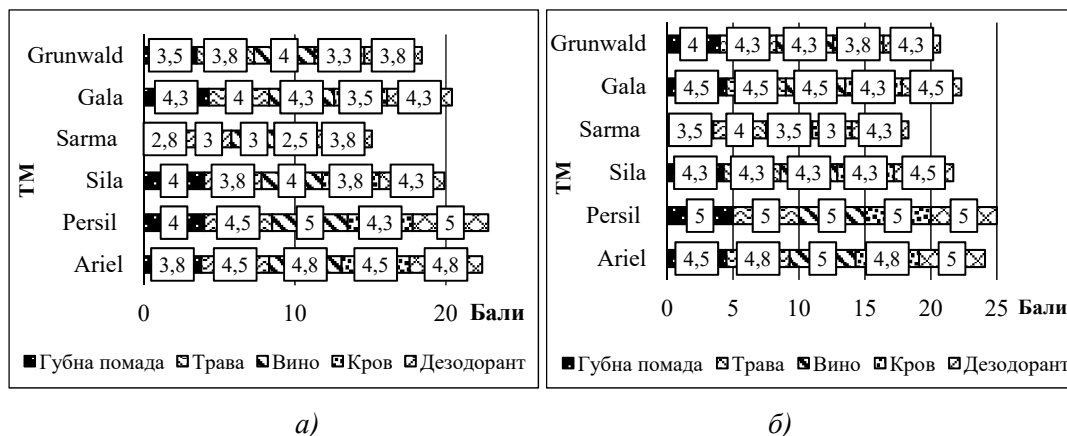 Grunwald 3,5 3,8 4 3,3 3,8
Gala 4,3 4 4,3 3,5 4,3
Sarma 2,8 3 3 2,5 3,8
Sila 4 3,8 4 3,8 4,3
Persil 4 4,5 5 4,3 5
Ariel 3,8 4,5 4,8 4,5 4,8
ТМ
0 10 20 Бали
Губна помада Трава Вино Кров Дезодорант
а)
0 5 10 15 20 25 Бали
Grunwald 4 4,3 4,3 3,8 4,3
Gala 4,5 4,5 4,5 4,3 4,5
Sarma 3,5 4 3,5 3 4,3
Sila 4,3 4,3 4,3 4,3 4,5
Persil 5 5 5 5 5
Ariel 4,5 4,8 5 4,8 5
ТМ
Губна помада Трава Вино Кров Дезодорант
б)